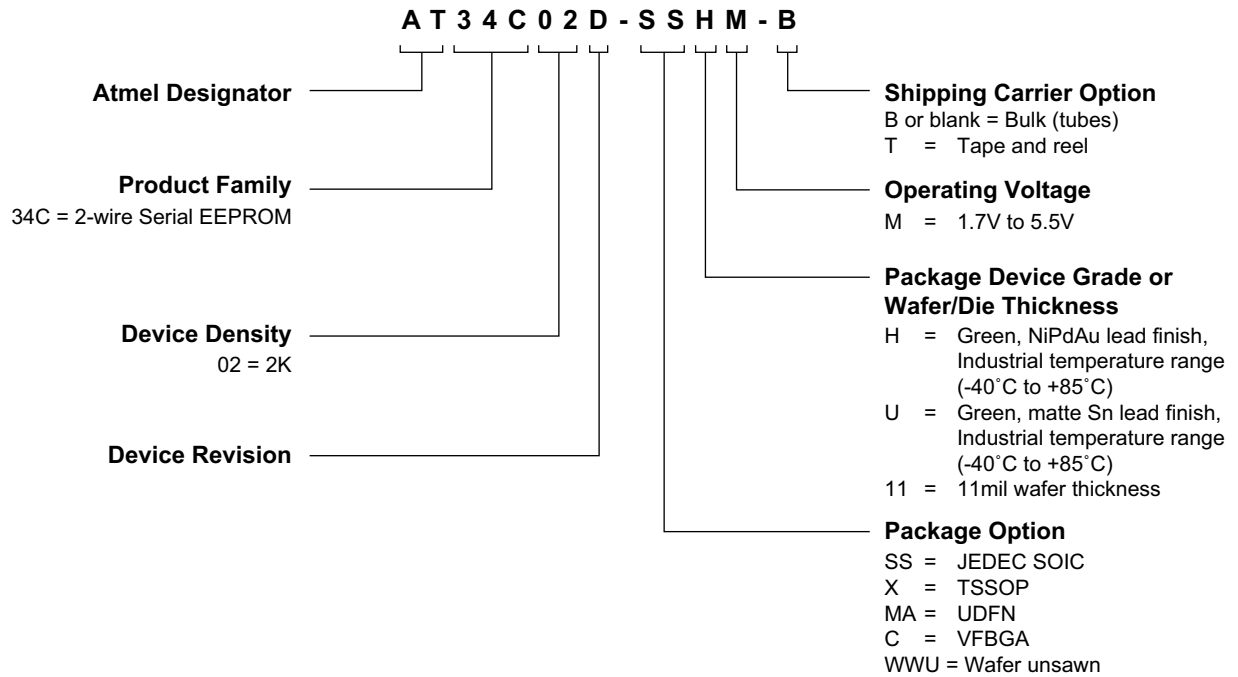 AT34C02D-SSHM-B
Atmel Designator
Product Family
34C = 2-wire Serial EEPROM
Device Density
02 = 2K
Device Revision
Shipping Carrier Option
B or blank = Bulk (tubes)
T = Tape and reel
Operating Voltage
M = 1.7V to 5.5V
Package Device Grade or
Wafer/Die Thickness
H = Green, NiPdAu lead finish,
Industrial temperature range
(-40˚C to +85˚C)
U = Green, matte Sn lead finish,
Industrial temperature range
(-40˚C to +85˚C)
11 = 11mil wafer thickness
Package Option
SS = JEDEC SOIC
X = TSSOP
MA = UDFN
C = VFBGA
WWU = Wafer unsawn